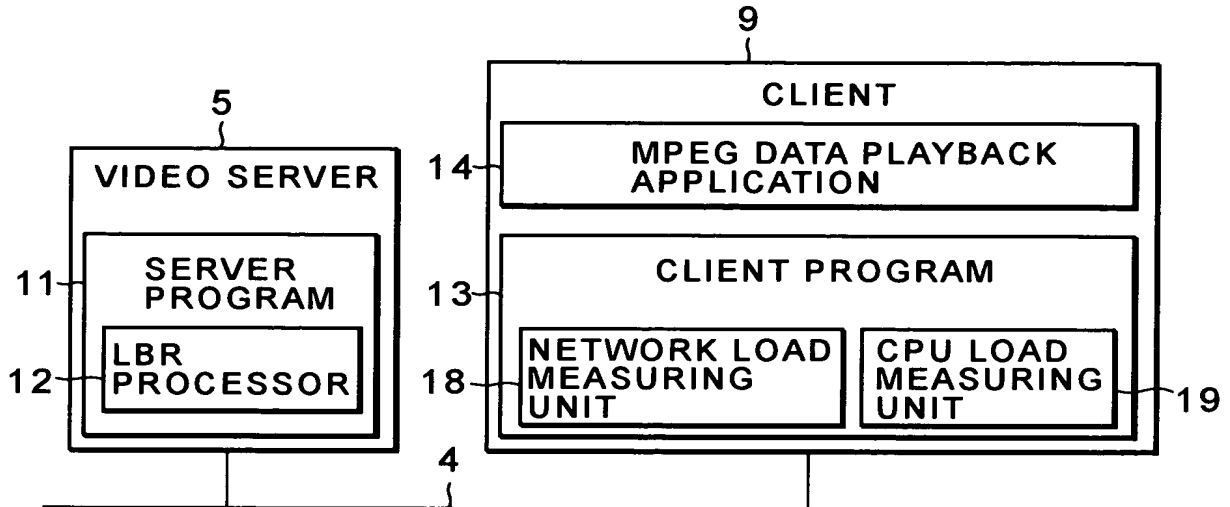 5
VIDEO SERVER
11
SERVER
PROGRAM
12
LBR
PROCESSOR
9
CLIENT
14
MPEG DATA PLAYBACK
APPLICATION
13
CLIENT PROGRAM
18
NETWORK LOAD
MEASURING
UNIT
CPU LOAD
MEASURING
UNIT
19
4